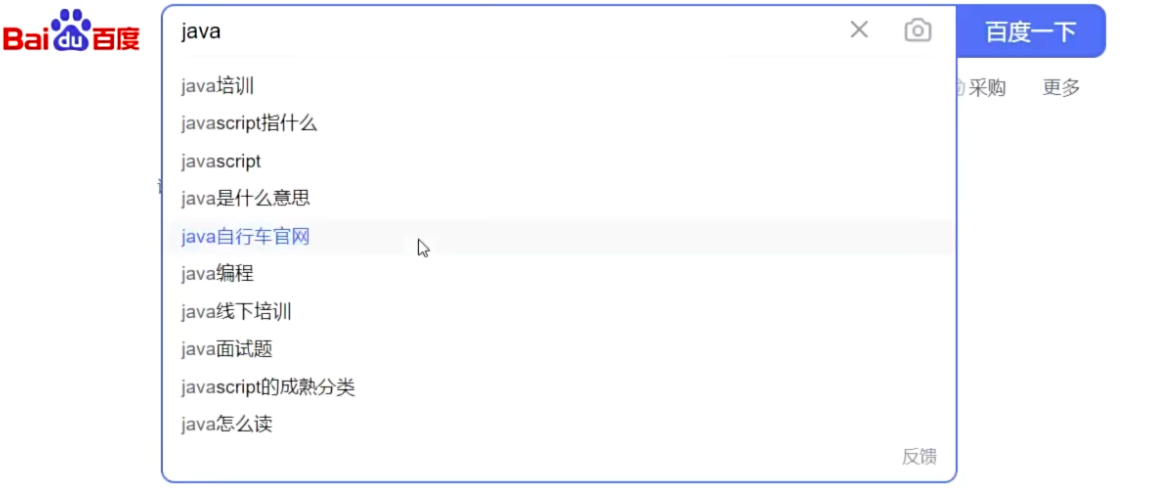 Bai du 百度
java
百度一下
采购 更多
java培训
javascript指什么
javascript
java是什么意思
java自行车官网
java编程
java线下培训
java面试题
javascript的成熟分类
java怎么读
反馈